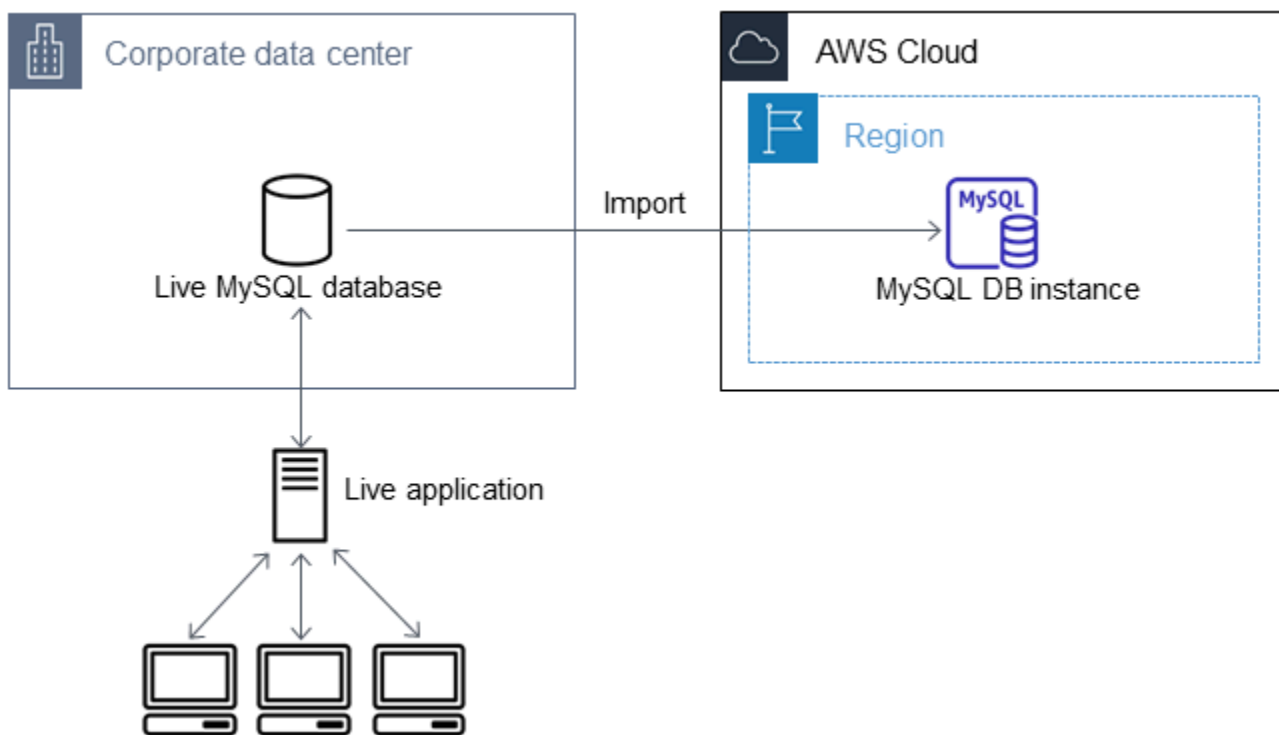 Corporate data center
AWS Cloud
Region
Import
MySQL
Live MySQL database
MySQL DB instance
Live application